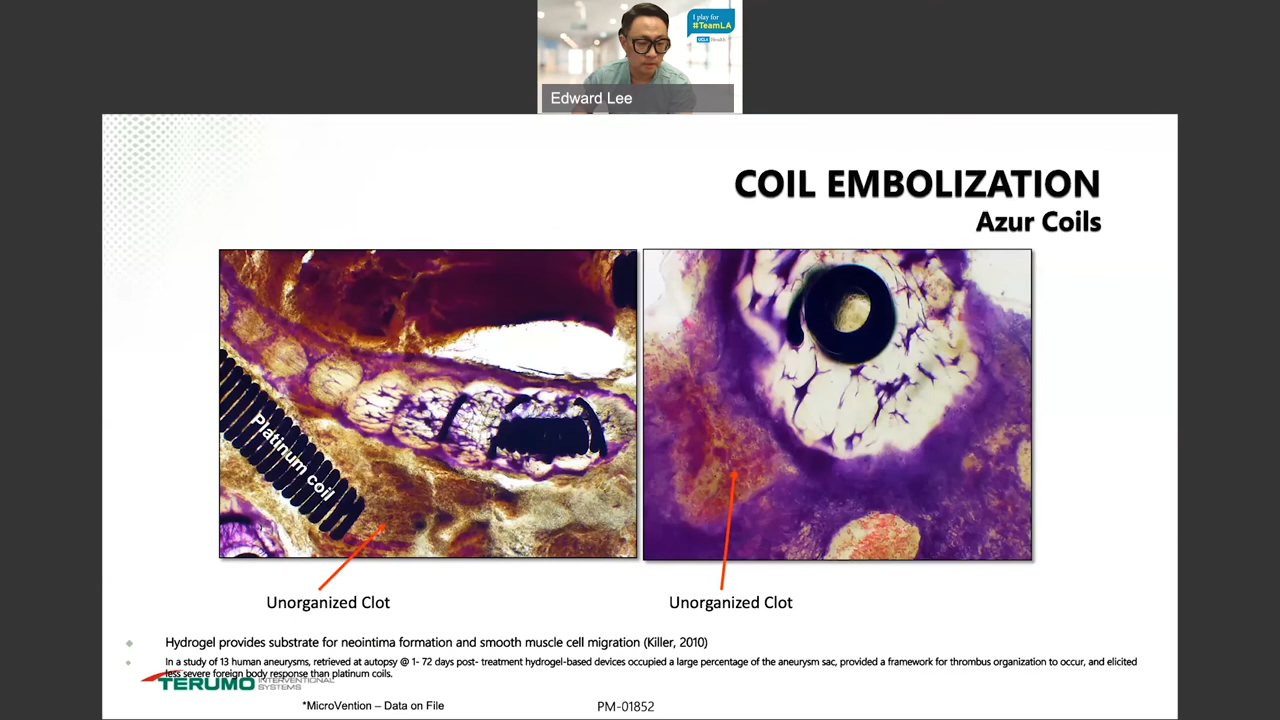 I play for
#TeamLA
UCLA Health
Edward Lee
COIL EMBOLIZATION
Azur Coils
Platinum coil
Unorganized Clot
Unorganized Clot
Hydrogel provides substrate for neointima formation and smooth muscle cell migration (Killer, 2010)
In a study of 13 human aneurysms, retrieved at autopsy @ 1- 72 days post- treatment hydrogel-based devices occupied a large percentage of the aneurysm sac, provided a framework for thrombus organization to occur, and elicited
less severe foreign body response than platinum coils.
TERUMO INTERVENTIONAL
SYSTEMS
*MicroVention – Data on File
PM-01852